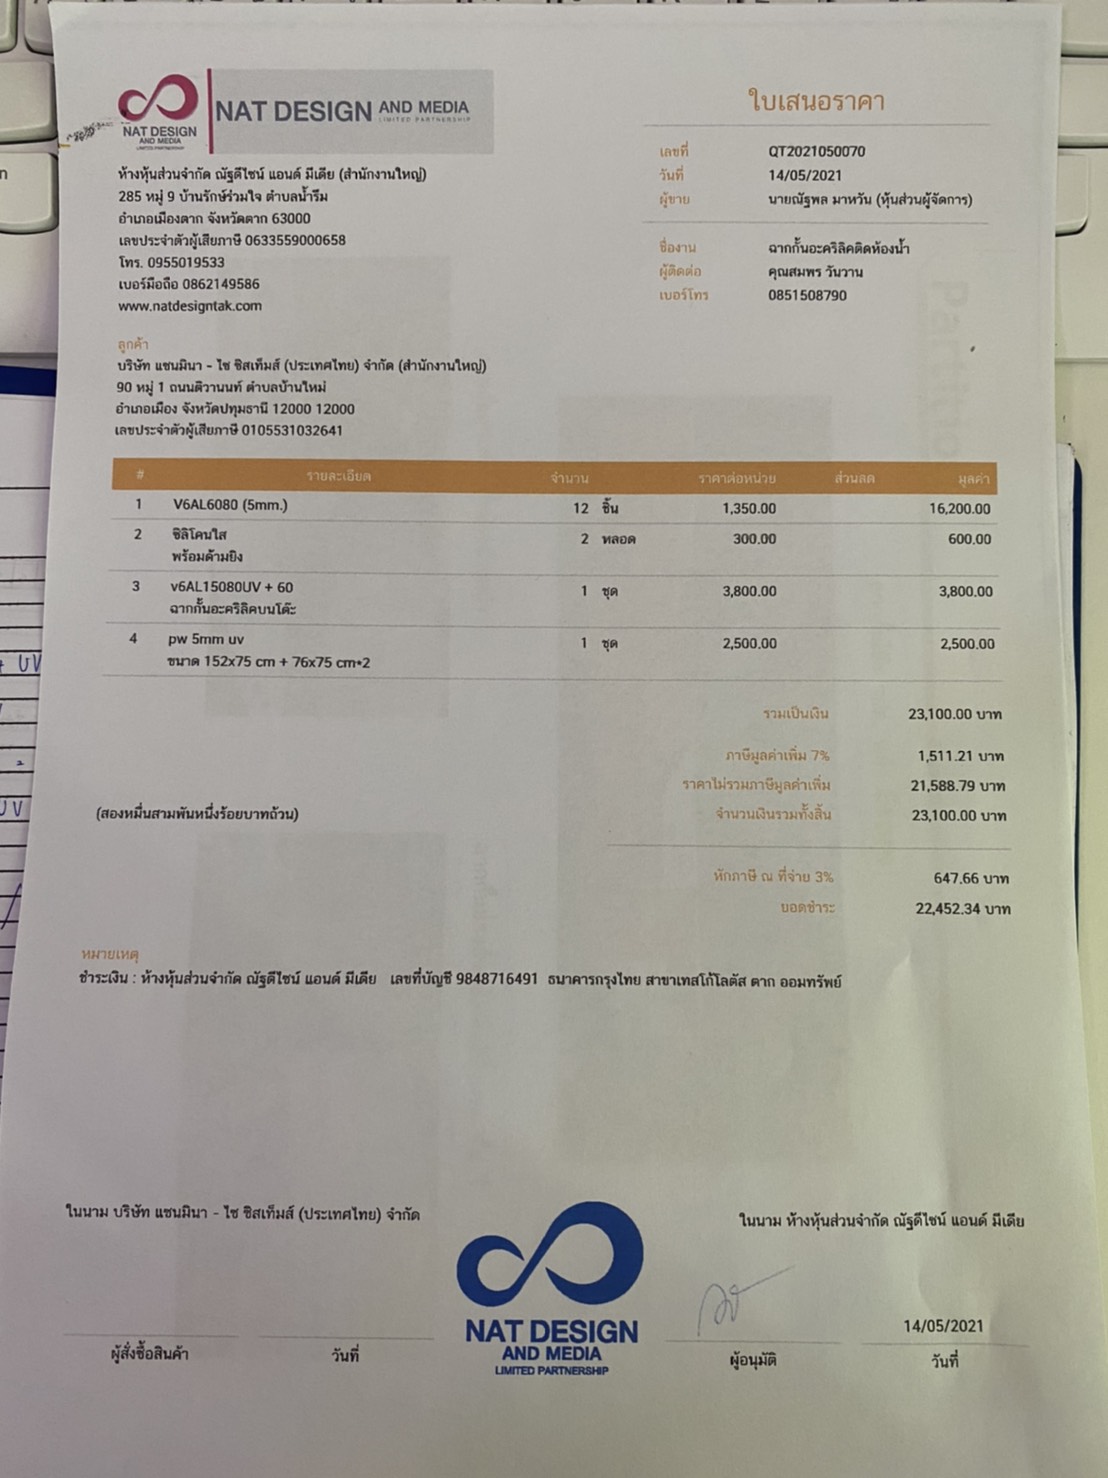 NAT DESIGN AND MEDIA
LIMITED PARTNERSHIP
NAT DESIGN
AND MEDIA
LIMITED PARTNERSHIP
ใบเสนอราคา
เลขที่ QT2021050070
วันที่ 14/05/2021
ผู้ขาย นายณัฐพล มาหวัน (หุ้นส่วนผู้จัดการ)
ชื่องาน ฉากกั้นอะคริลิคติดห้องน้ำ
ผู้ติดต่อ คุณสมพร วันวาน
เบอร์โทร 0851508790
ห้างหุ้นส่วนจำกัด ณัฐดีไซน์ แอนด์ มีเดีย (สำนักงานใหญ่)
285 หมู่ 9 บ้านรักษ์ร่วมใจ ตำบลน้ำรึม
อำเภอเมืองตาก จังหวัดตาก 63000
เลขประจำตัวผู้เสียภาษี 0633559000658
โทร. 0955019533
เบอร์มือถือ 0862149586
www.natdesigntak.com
ลูกค้า
บริษัท แซนมินา - ไซ ซิสเท็มส์ (ประเทศไทย) จำกัด (สำนักงานใหญ่)
90 หมู่ 1 ถนนติวานนท์ ตำบลบ้านใหม่
อำเภอเมือง จังหวัดปทุมธานี 12000 12000
เลขประจำตัวผู้เสียภาษี 0105531032641
# รายละเอียด จำนวน ราคาต่อหน่วย ส่วนลด มูลค่า
1 V6AL6080 (5mm.) 12 ชิ้น 1,350.00 16,200.00
2 ซิลิโคนใส 2 หลอด 300.00 600.00
พร้อมด้ามยิง
3 v6AL15080UV + 60 1 ชุด 3,800.00 3,800.00
ฉากกั้นอะคริลิคบนโต๊ะ
4 pw 5mm uv 1 ชุด 2,500.00 2,500.00
ขนาด 152x75 cm + 76x75 cm*2
รวมเป็นเงิน 23,100.00 บาท
ภาษีมูลค่าเพิ่ม 7% 1,511.21 บาท
ราคาไม่รวมภาษีมูลค่าเพิ่ม 21,588.79 บาท
(สองหมื่นสามพันหนึ่งร้อยบาทถ้วน) จำนวนเงินรวมทั้งสิ้น 23,100.00 บาท
หักภาษี ณ ที่จ่าย 3% 647.66 บาท
ยอดชำระ 22,452.34 บาท
หมายเหตุ
ชำระเงิน : ห้างหุ้นส่วนจำกัด ณัฐดีไซน์ แอนด์ มีเดีย เลขที่บัญชี 9848716491 ธนาคารกรุงไทย สาขาเทสโก้โลตัส ตาก ออมทรัพย์
ในนาม บริษัท แซนมินา - ไซ ซิสเท็มส์ (ประเทศไทย) จำกัด
ในนาม ห้างหุ้นส่วนจำกัด ณัฐดีไซน์ แอนด์ มีเดีย
NAT DESIGN
AND MEDIA
LIMITED PARTNERSHIP
14/05/2021
ผู้สั่งซื้อสินค้า วันที่ ผู้อนุมัติ วันที่